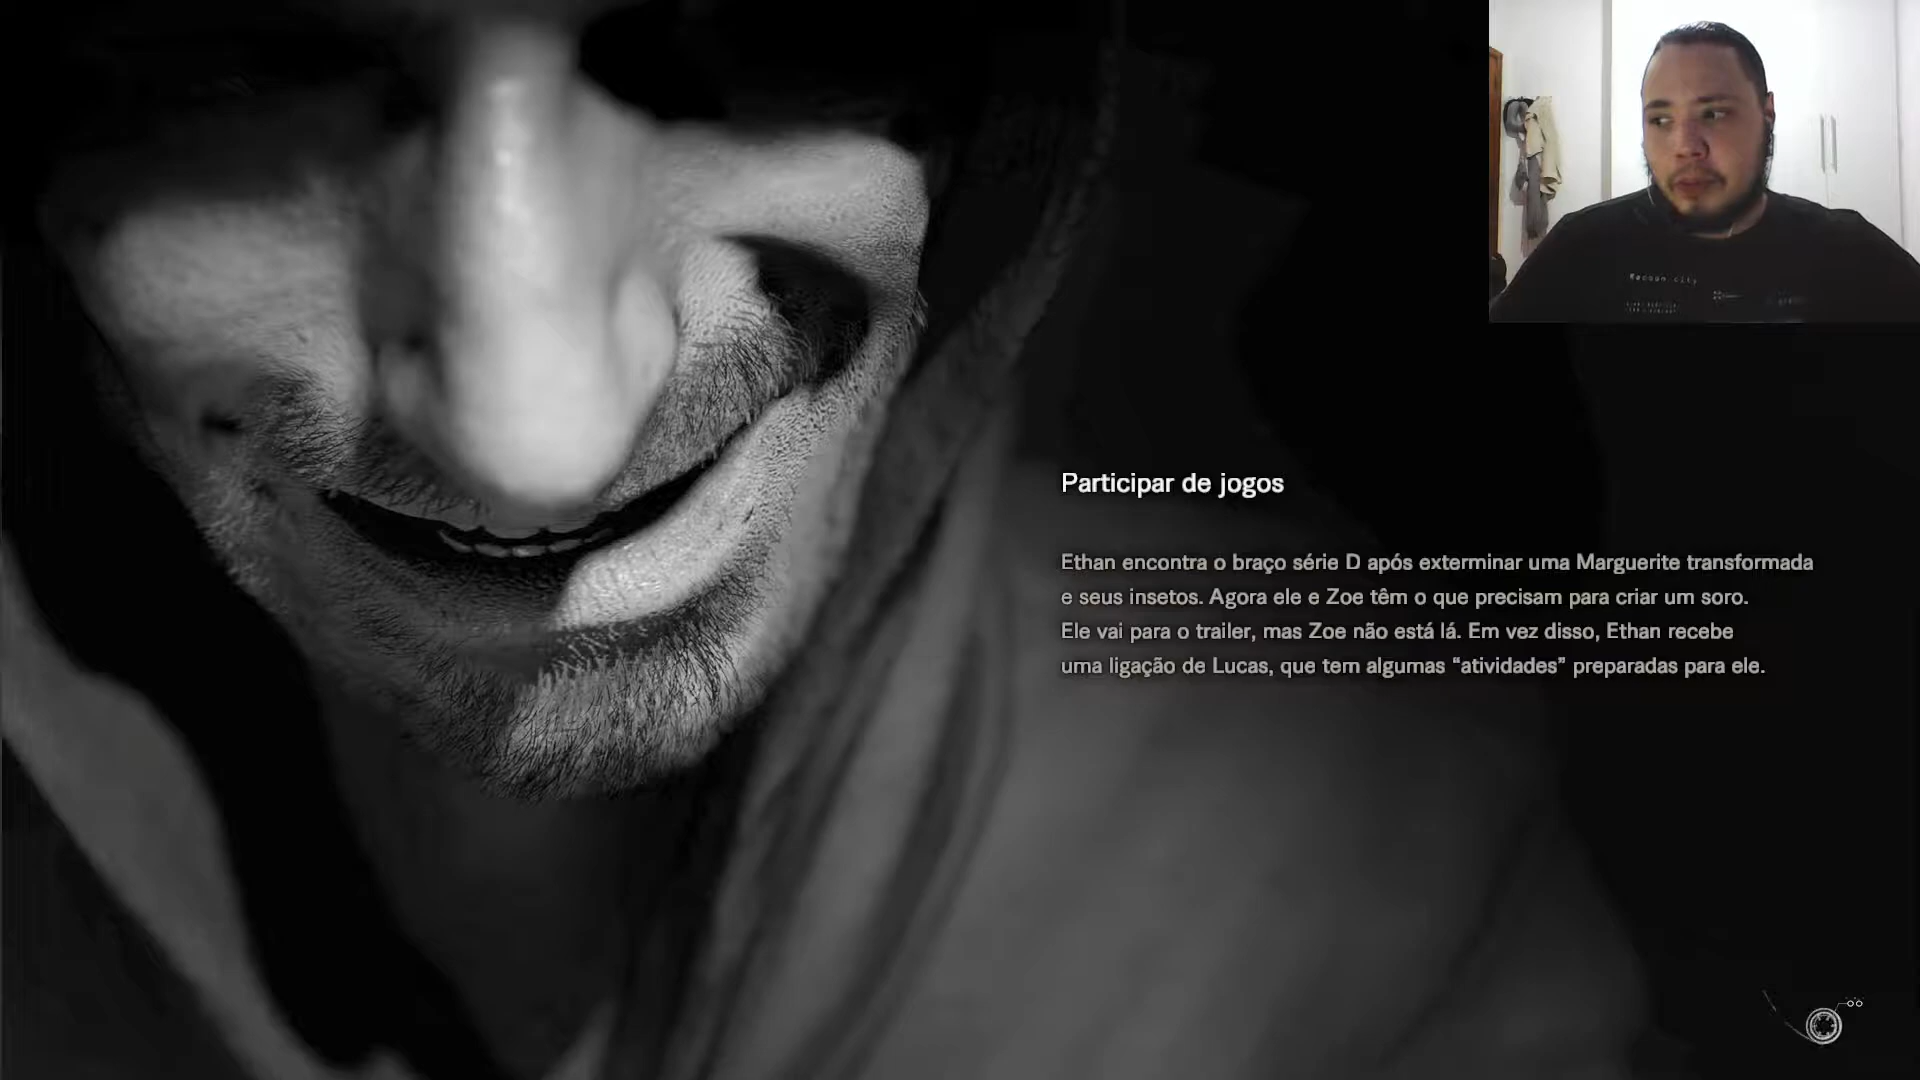 Racoon city
Participar de jogos
Ethan encontra o braço série D após exterminar uma Marguerite transformada
e seus insetos. Agora ele e Zoe têm o que precisam para criar um soro.
Ele vai para o trailer, mas Zoe não está lá. Em vez disso, Ethan recebe
uma ligação de Lucas, que tem algumas “atividades” preparadas para ele.